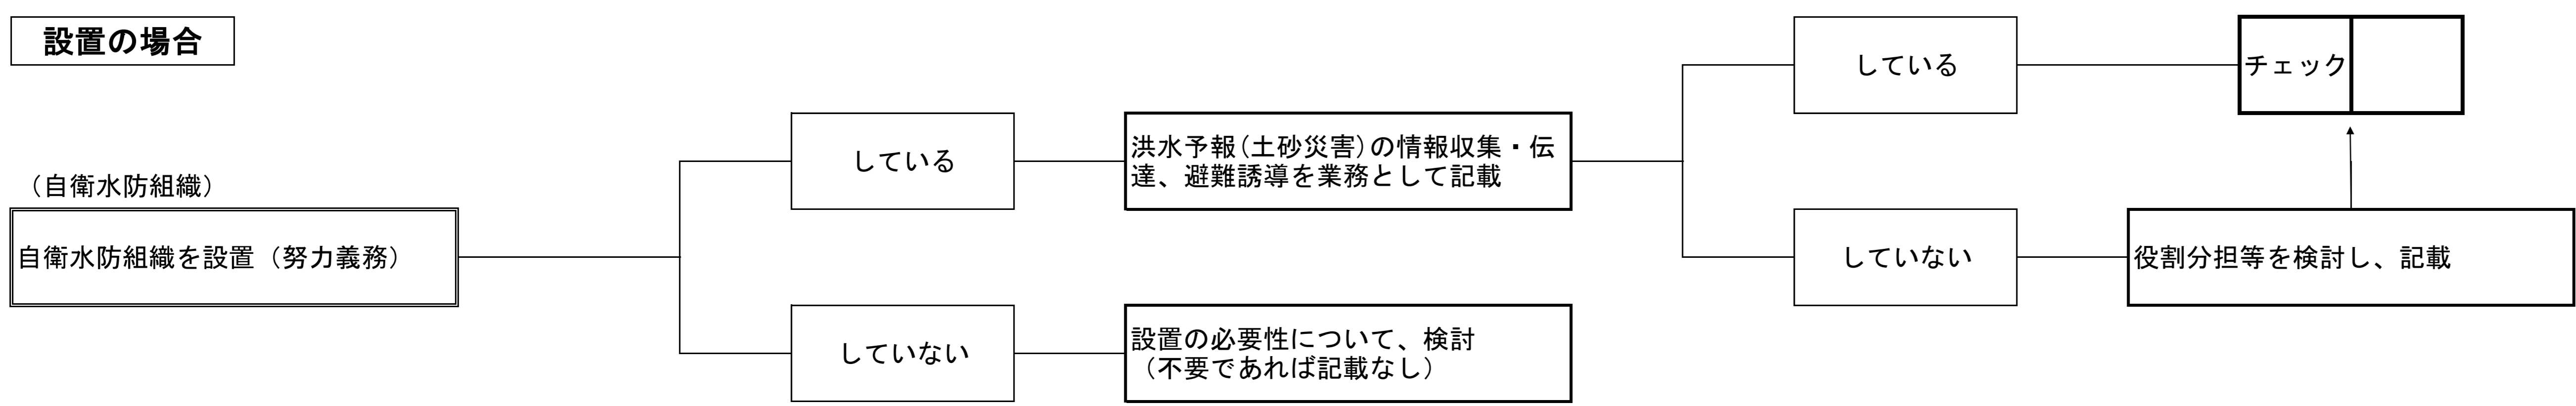 設置の場合
（自衛水防組織）
自衛水防組織を設置（努力義務）
している
洪水予報（土砂災害）の情報収集・伝
達、避難誘導を業務として記載
している
チェック
していない
役割分担等を検討し、記載
していない
設置の必要性について、検討
（不要であれば記載なし）